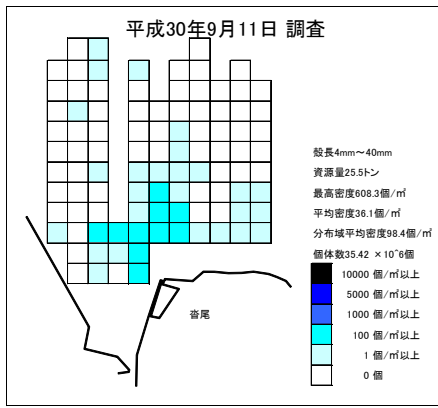 平成30年9月11日 調査
殻長4mm～40mm
資源量25.5トン
最高密度608.3個/㎡
平均密度36.1個/㎡
分布域平均密度98.4個/㎡
個体数35.42 ×10^6個
10000 個/㎡以上
5000 個/㎡以上
1000 個/㎡以上
100 個/㎡以上
1 個/㎡以上
0 個
沓尾